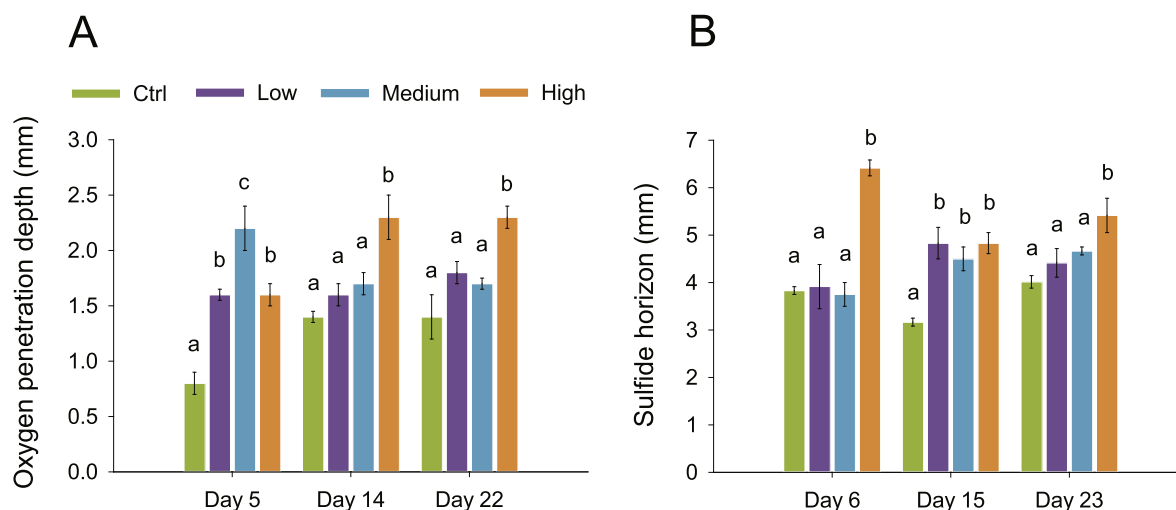 A
Ctrl Low Medium High
Oxygen penetration depth (mm)
3.0
2.5
2.0
1.5
1.0
0.5
0.0
a b c b
a a a b
a a a b
Day 5 Day 14 Day 22
B
Sulfide horizon (mm)
7
6
5
4
3
2
1
0
a a a b
a b b b
a a a b
Day 6 Day 15 Day 23